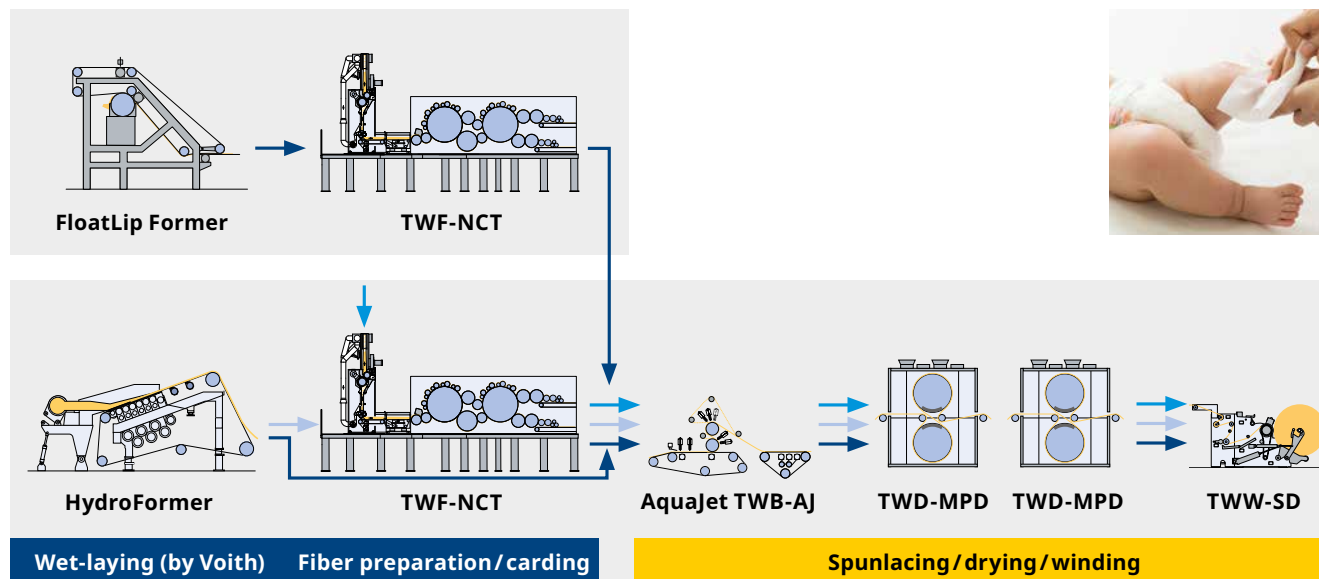 FloatLip Former
TWF-NCT
HydroFormer
TWF-NCT
AquaJet TWB-AJ
TWD-MPD
TWD-MPD
TWW-SD
Wet-laying (by Voith)
Fiber preparation/carding
Spunlacing/drying/winding